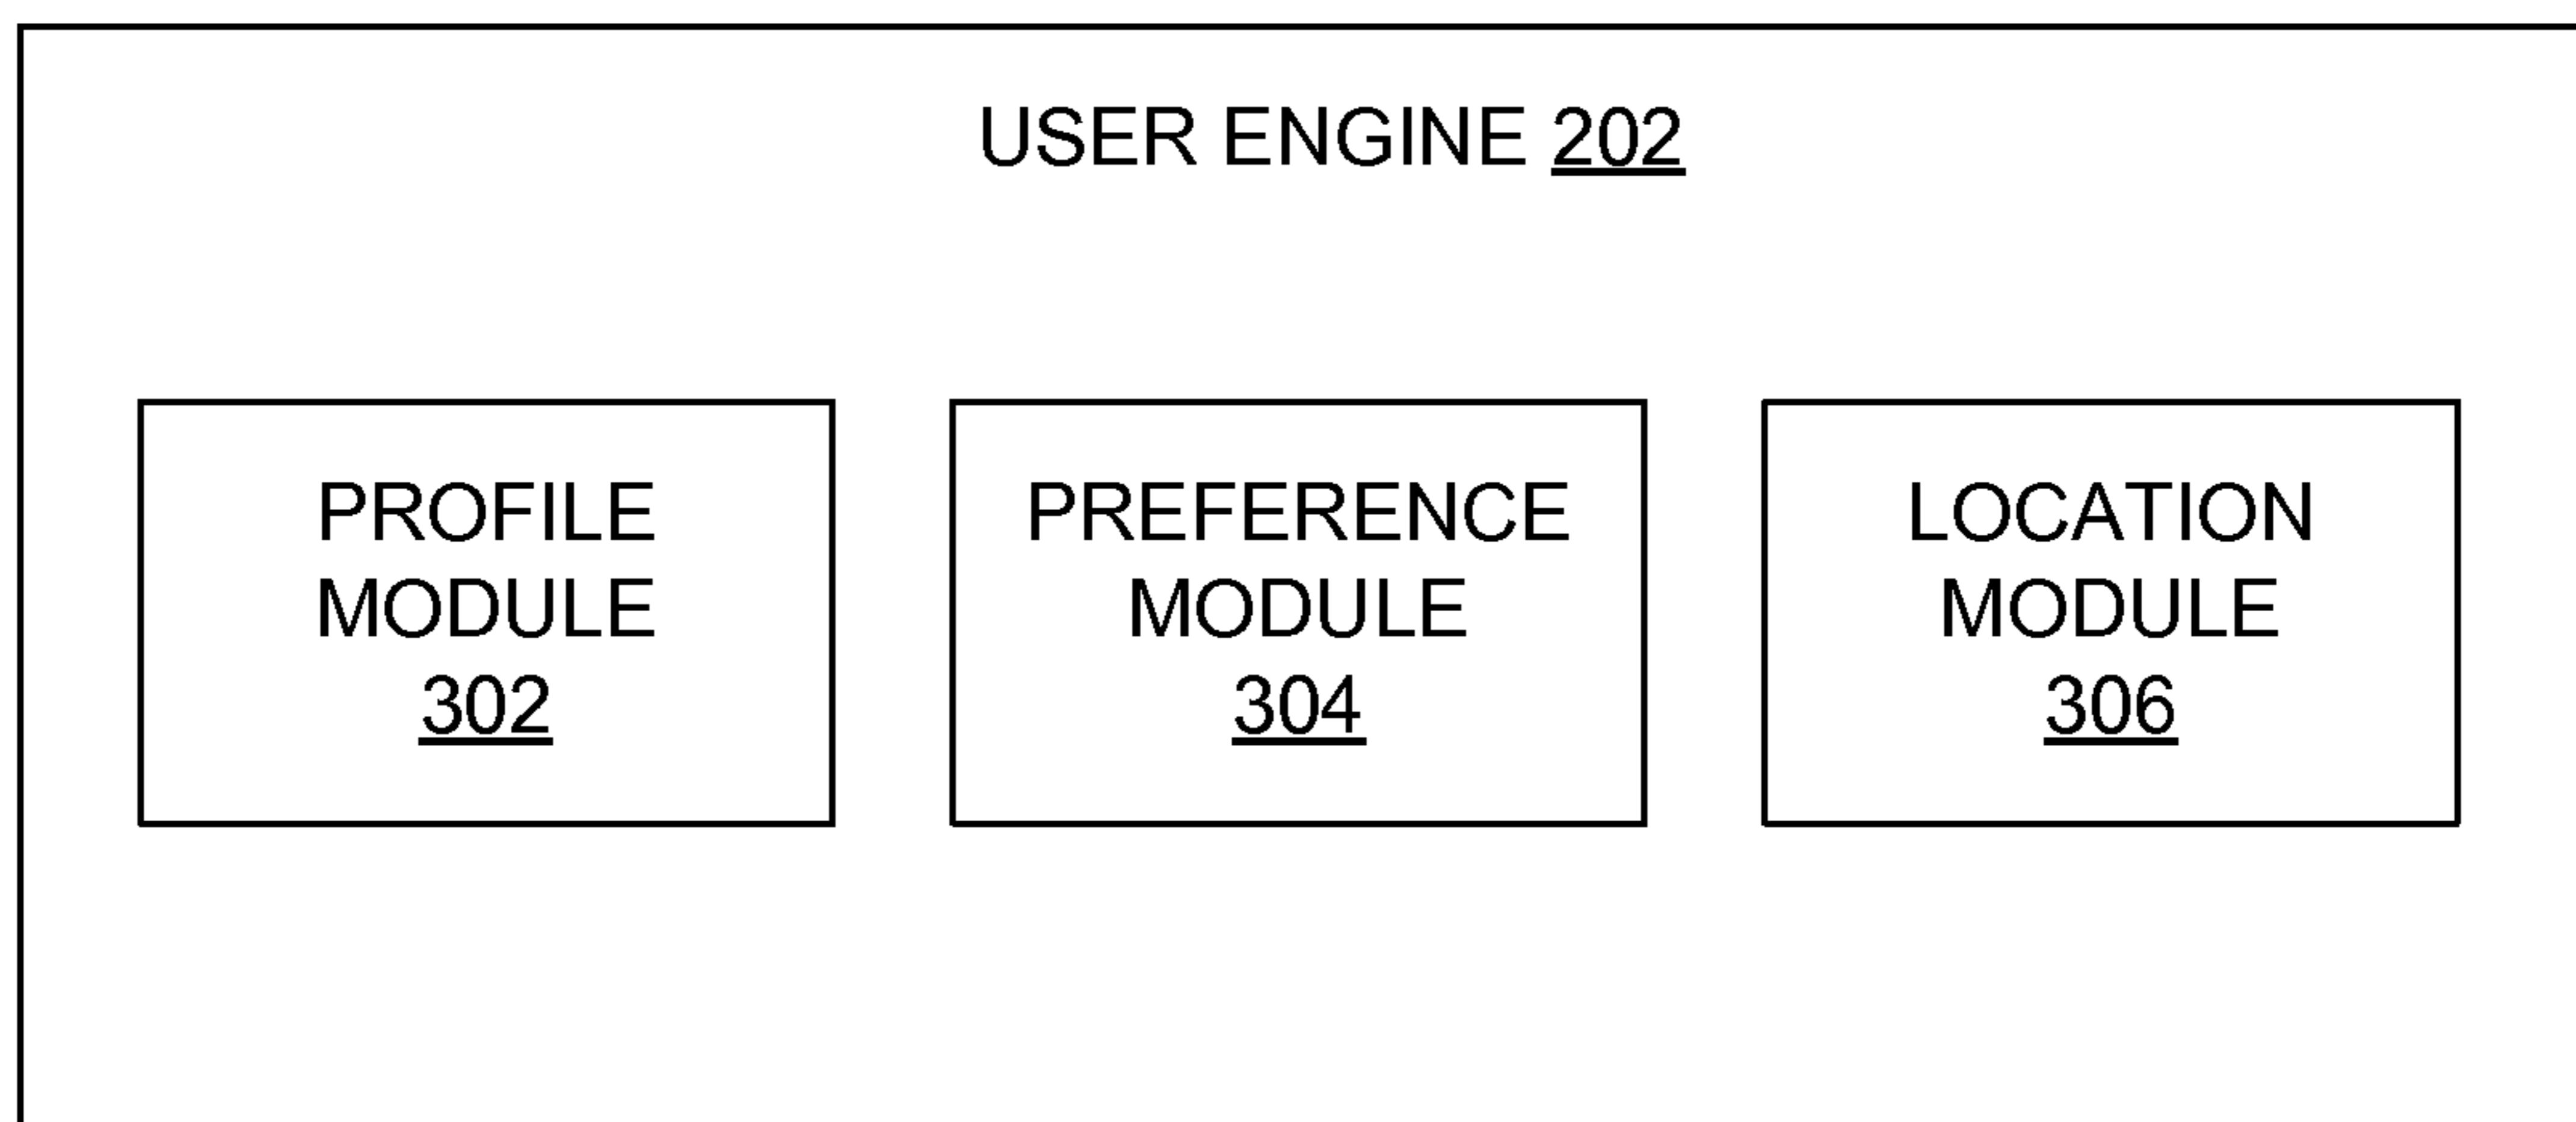 USER ENGINE 202
PROFILE
MODULE
302
PREFERENCE
MODULE
304
LOCATION
MODULE
306